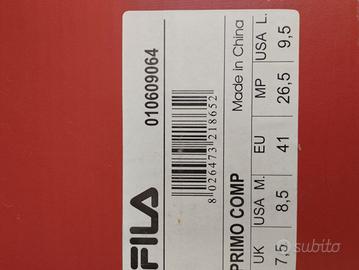 FILA
010609064
8 026473 218652
PRIMO COMP
Made in China
UK USA M. EU MP USA L.
7,5 8,5 41 26,5 9,5
subito